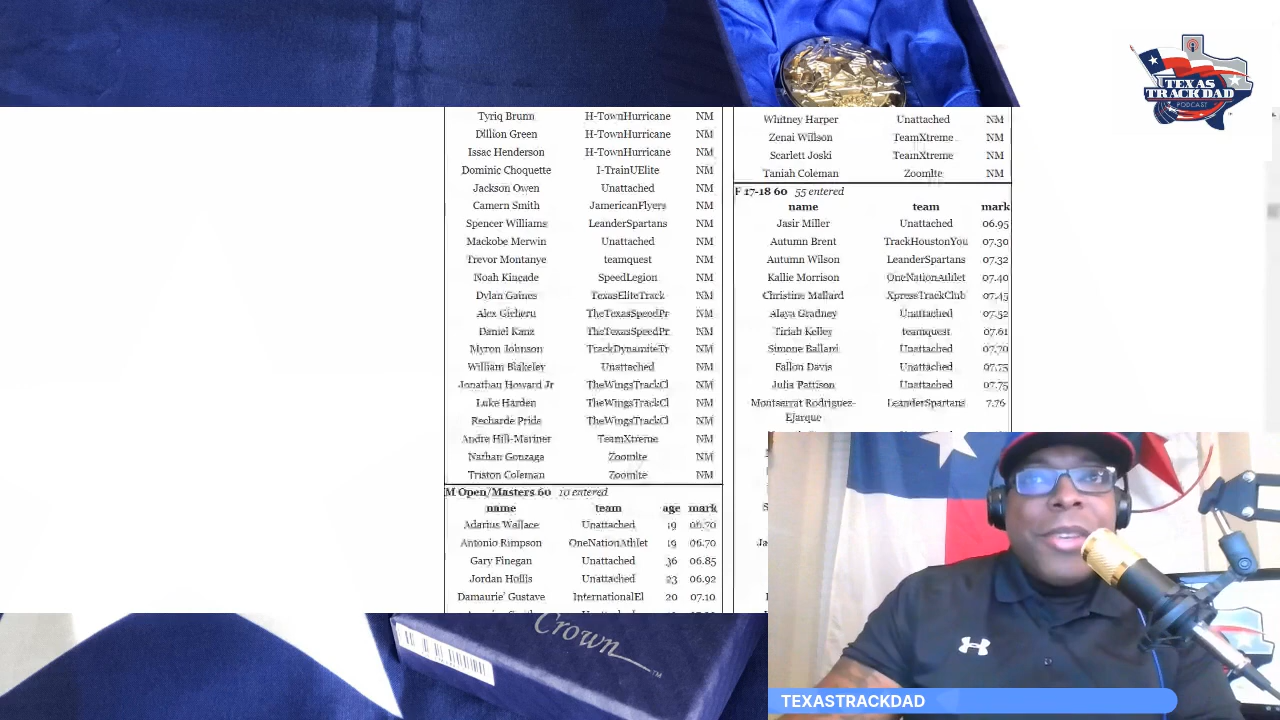 TEXAS
TRACK DAD
PODCAST
Tyriq Brunn H-TownHurricane NM
Dillion Green H-TownHurricane NM
Issac Henderson H-TownHurricane NM
Dominic Choquette I-TrainUElite NM
Jackson Owen Unattached NM
Camern Smith JamericanFlyers NM
Spencer Williams LeanderSpartans NM
Mackobe Merwin Unattached NM
Trevor Montanye teamquest NM
Noah Kincade SpeedLegion NM
Dylan Gaines TexasEliteTrack NM
Alex Gicheru TheTexasSpeedPr NM
Daniel Kanz TheTexasSpeedPr NM
Myron Johnson TrackDynamiteTr NM
William Blakeley Unattached NM
Jonathan Howard Jr TheWingsTrackCl NM
Luke Harden TheWingsTrackCl NM
Recharde Pride TheWingsTrackCl NM
Andre Hill-Mariner TeamXtreme NM
Nathan Gonzaga Zoomlte NM
Triston Coleman Zoomlte NM
M Open/Masters 60 10 entered
name team age mark
Adarius Wallace Unattached 19 06.70
Antonio Rimpson OneNationAthlet 19 06.70
Gary Finegan Unattached 36 06.85
Jordan Hollis Unattached 23 06.92
Damaurie' Gustave InternationalEl 20 07.10
Whitney Harper Unattached NM
Zenai Willson TeamXtreme NM
Scarlett Joski TeamXtreme NM
Taniah Coleman Zoomlte NM
F 17-18 60 55 entered
name team mark
Jasir Miller Unattached 06.95
Autumn Brent TrackHoustonYou 07.30
Autumn Wilson LeanderSpartans 07.32
Kallie Morrison OneNationAthlet 07.40
Christine Mallard XpressTrackClub 07.45
Alaya Gradney Unattached 07.52
Tiriah Kelley teamquest 07.61
Simone Ballard Unattached 07.70
Fallon Davis Unattached 07.75
Julia Pattison Unattached 07.75
Montsarrat Rodriguez- LeanderSpartans 7.76
Ejarque
Crown
TEXASTRACKDAD